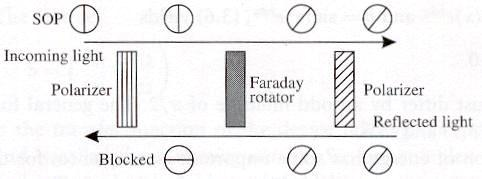 SOP
Incoming light
Polarizer
Faraday
rotator
Polarizer
Reflected light
Blocked